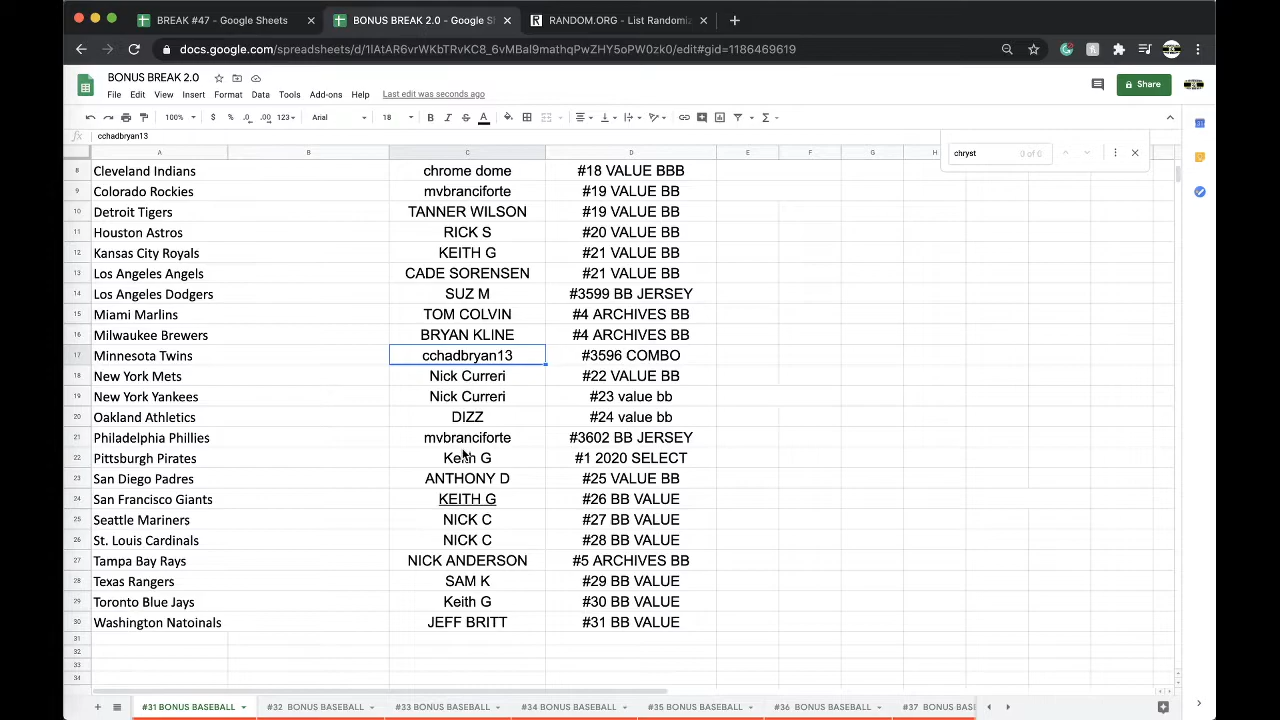 BREAK #47 - Google Sheets
BONUS BREAK 2.0 - Google S
RANDOM.ORG - List Randomiz
docs.google.com/spreadsheets/d/1lAtAR6vrWKbTRvKC8_6vMBal9mathqPwZHY5oPW0zk0/edit#gid=1186469619
BONUS BREAK 2.0
Share
File Edit View Insert Format Data Tools Add-ons Help Last edit was seconds ago
100% $ % .0 .00 123 Arial 18 B I S A
fx cchadbryan13
chryst 0 of 0
A B C D E F G H
8 Cleveland Indians chrome dome #18 VALUE BBB
9 Colorado Rockies mvbranciforte #19 VALUE BB
10 Detroit Tigers TANNER WILSON #19 VALUE BB
11 Houston Astros RICK S #20 VALUE BB
12 Kansas City Royals KEITH G #21 VALUE BB
13 Los Angeles Angels CADE SORENSEN #21 VALUE BB
14 Los Angeles Dodgers SUZ M #3599 BB JERSEY
15 Miami Marlins TOM COLVIN #4 ARCHIVES BB
16 Milwaukee Brewers BRYAN KLINE #4 ARCHIVES BB
17 Minnesota Twins cchadbryan13 #3596 COMBO
18 New York Mets Nick Curreri #22 VALUE BB
19 New York Yankees Nick Curreri #23 value bb
20 Oakland Athletics DIZZ #24 value bb
21 Philadelphia Phillies mvbranciforte #3602 BB JERSEY
22 Pittsburgh Pirates Keith G #1 2020 SELECT
23 San Diego Padres ANTHONY D #25 VALUE BB
24 San Francisco Giants KEITH G #26 BB VALUE
25 Seattle Mariners NICK C #27 BB VALUE
26 St. Louis Cardinals NICK C #28 BB VALUE
27 Tampa Bay Rays NICK ANDERSON #5 ARCHIVES BB
28 Texas Rangers SAM K #29 BB VALUE
29 Toronto Blue Jays Keith G #30 BB VALUE
30 Washington Natoinals JEFF BRITT #31 BB VALUE
31
32
33
34
#31 BONUS BASEBALL #32 BONUS BASEBALL #33 BONUS BASEBALL #34 BONUS BASEBALL #35 BONUS BASEBALL #36 BONUS BASEBALL #37 BONUS BASI